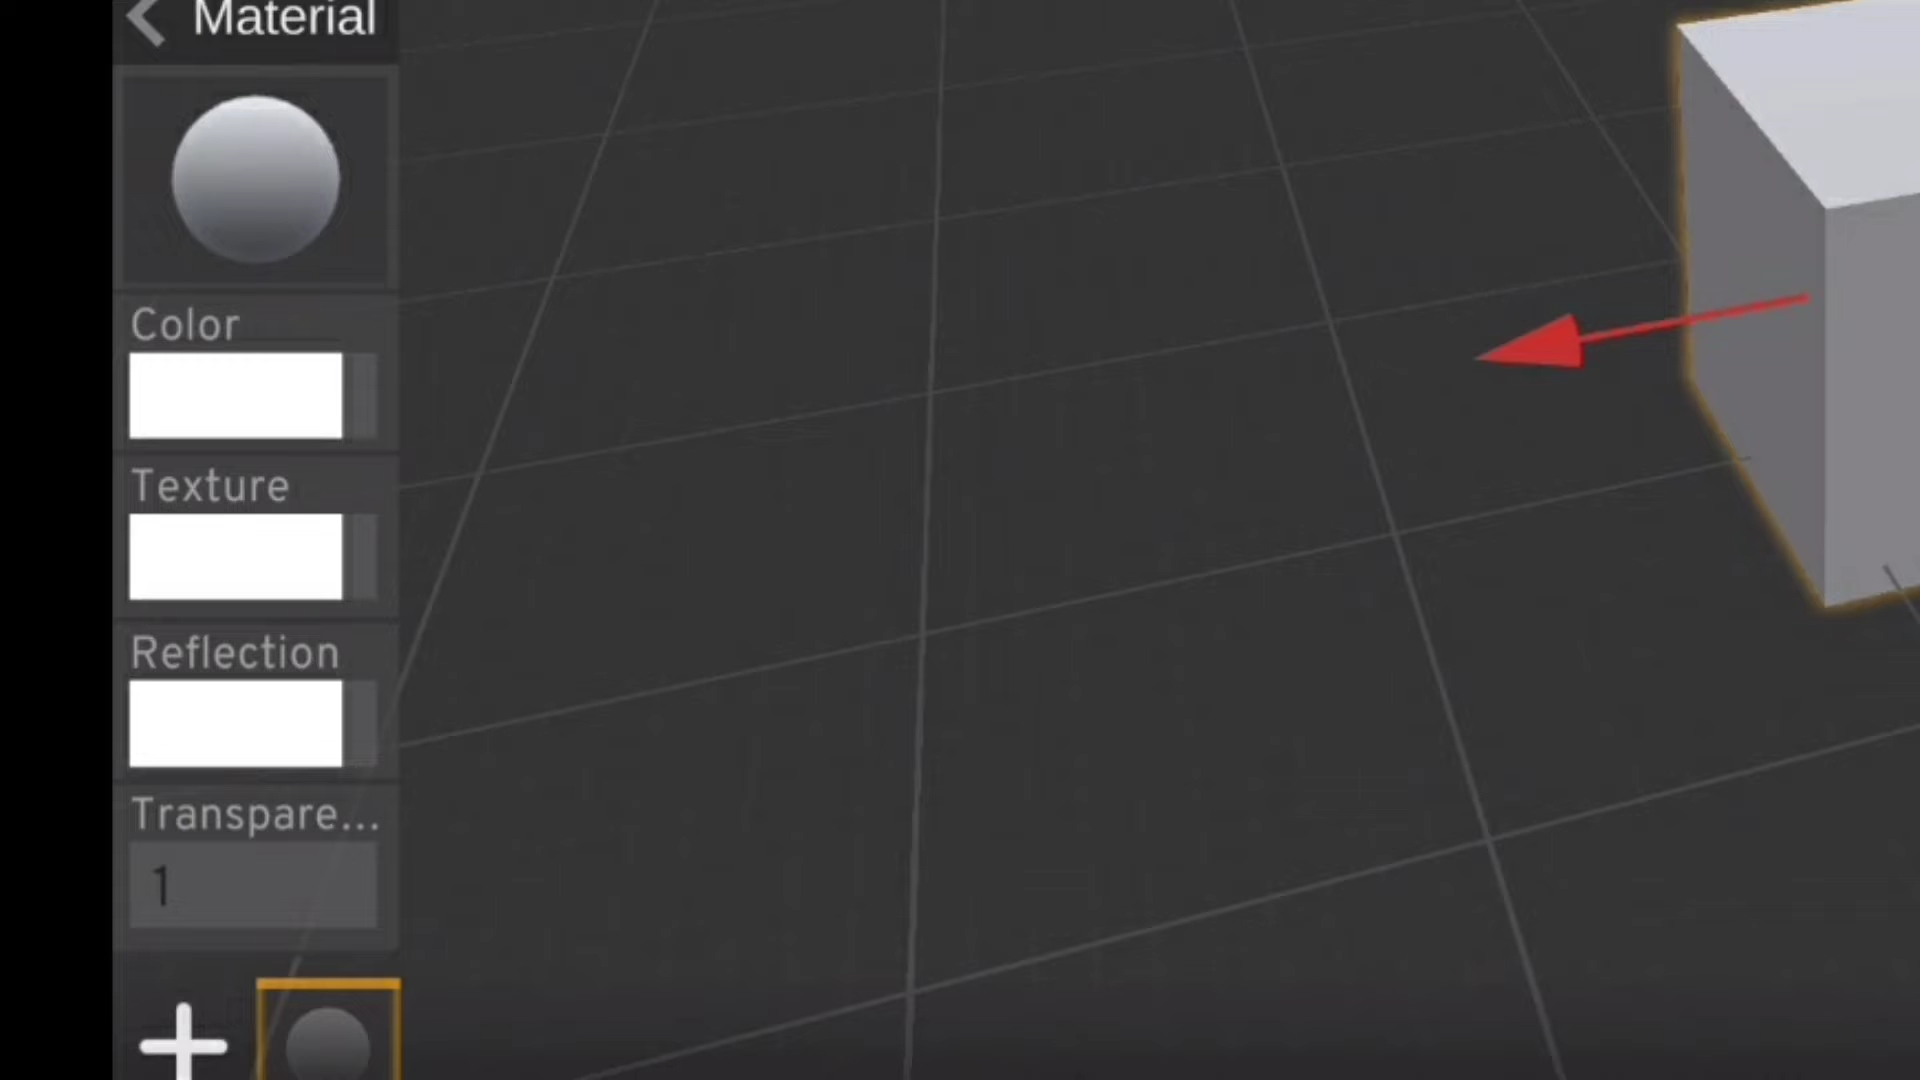 Material
Color
Texture
Reflection
Transpare...
1